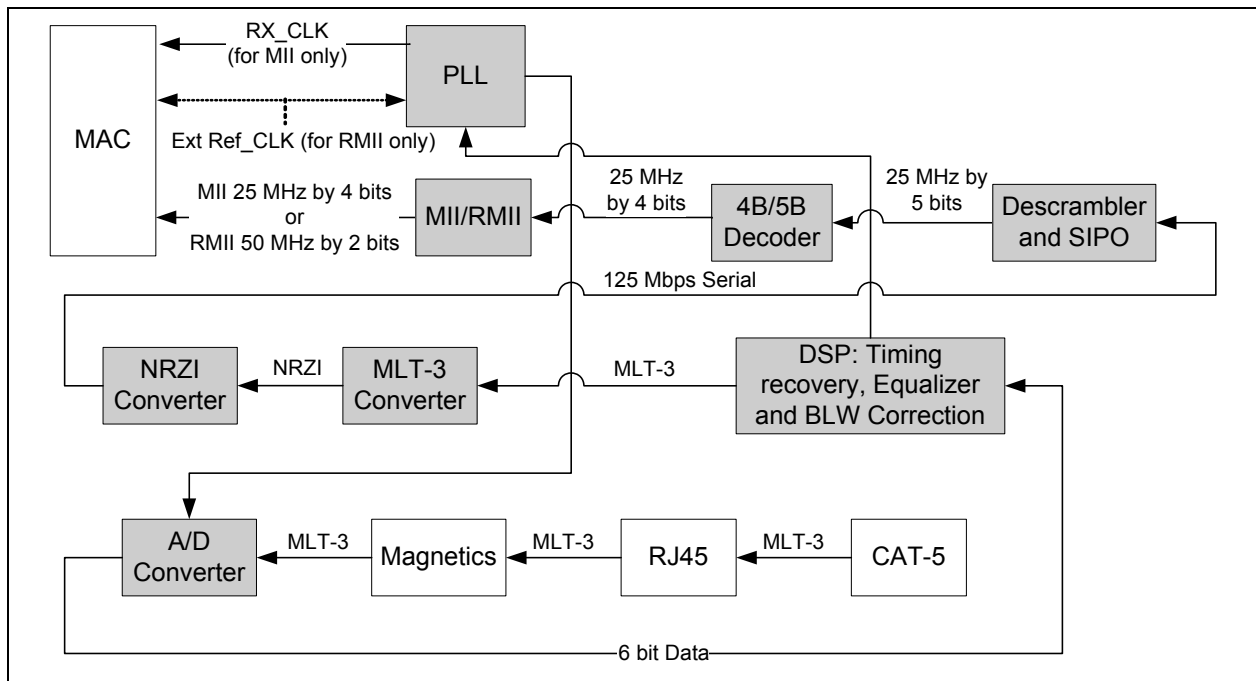 RX_CLK
(for MII only)
PLL
MAC
Ext Ref_CLK (for RMII only)
MII 25 MHz by 4 bits
or
RMII 50 MHz by 2 bits
MII/RMII
25 MHz
by 4 bits
4B/5B
Decoder
25 MHz by
5 bits
Descrambler
and SIPO
125 Mbps Serial
NRZI
Converter
NRZI
MLT-3
Converter
MLT-3
DSP: Timing
recovery, Equalizer
and BLW Correction
A/D
Converter
MLT-3
Magnetics
MLT-3
RJ45
MLT-3
CAT-5
6 bit Data